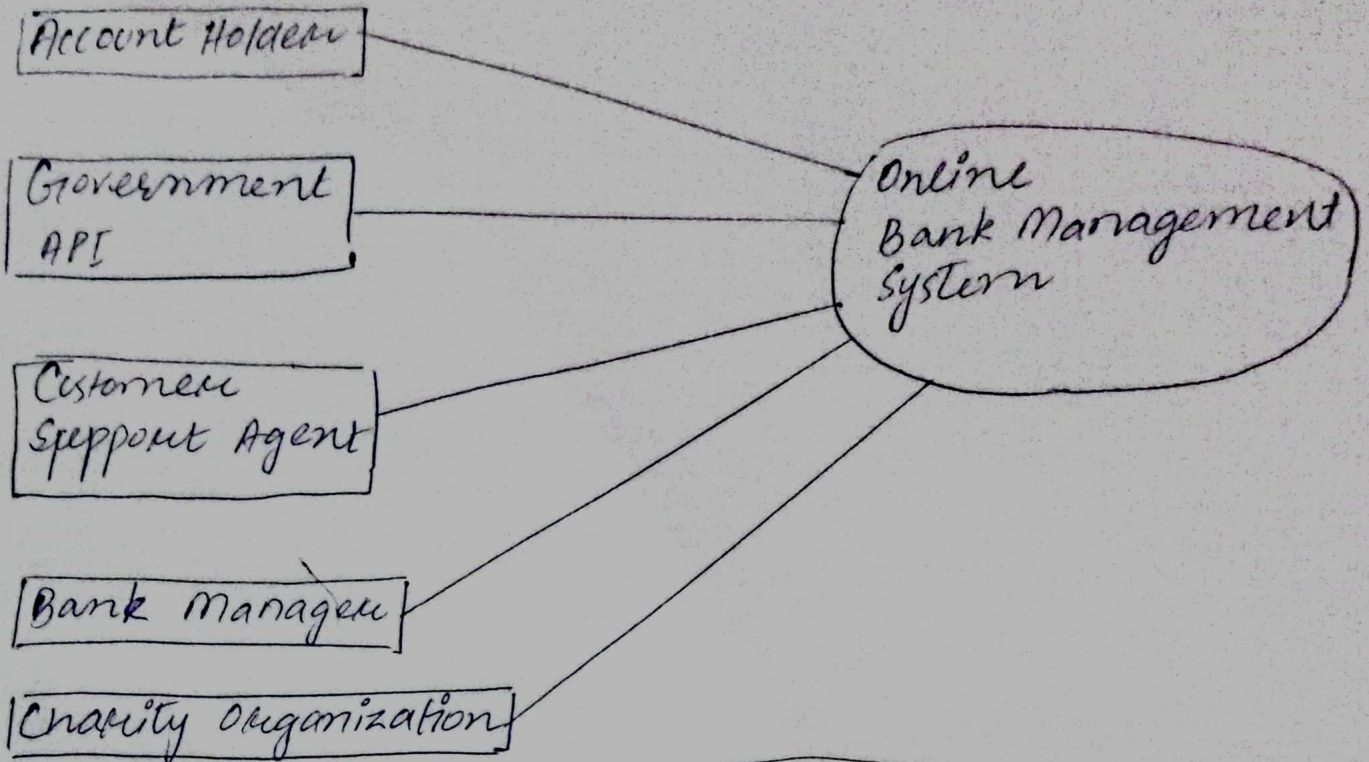 Account Holder
Government
API
Customer
Support Agent
Bank Manager
Charity Organization
Online
Bank Management
System